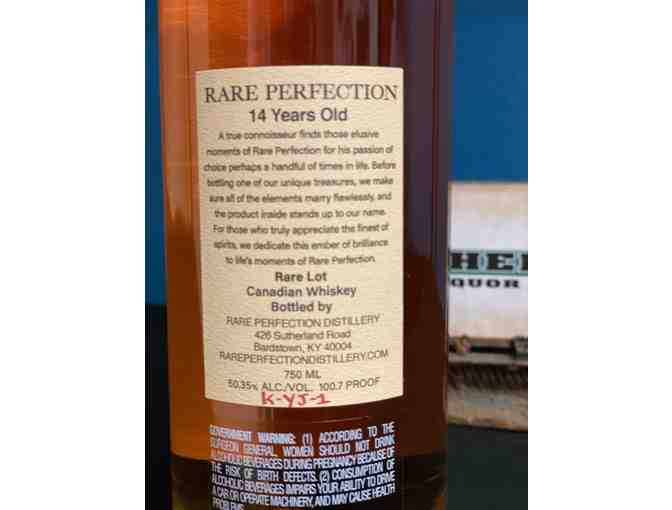 RARE PERFECTION
14 Years Old
A true connoisseur finds those elusive
moments of Rare Perfection for his passion of
choice perhaps a handful of times in life. Before
bottling one of our unique treasures, we make
sure all of the elements marry flawlessly, and
the product inside stands up to our name.
For those who truly appreciate the finest of
spirits, we dedicate this ember of brilliance
to life's moments of Rare Perfection.
Rare Lot
Canadian Whiskey
Bottled by
RARE PERFECTION DISTILLERY
426 Sutherland Road
Bardstown, KY 40004
RAREPERFECTIONDISTILLERY.COM
750 ML
50.35% ALC./VOL. 100.7 PROOF
K-YJ-1
GOVERNMENT WARNING: (1) ACCORDING TO THE
SURGEON GENERAL, WOMEN SHOULD NOT DRINK
ALCOHOLIC BEVERAGES DURING PREGNANCY BECAUSE OF
THE RISK OF BIRTH DEFECTS. (2) CONSUMPTION OF
ALCOHOLIC BEVERAGES IMPAIRS YOUR ABILITY TO DRIVE
A CAR OR OPERATE MACHINERY, AND MAY CAUSE HEALTH
PROBLEMS.